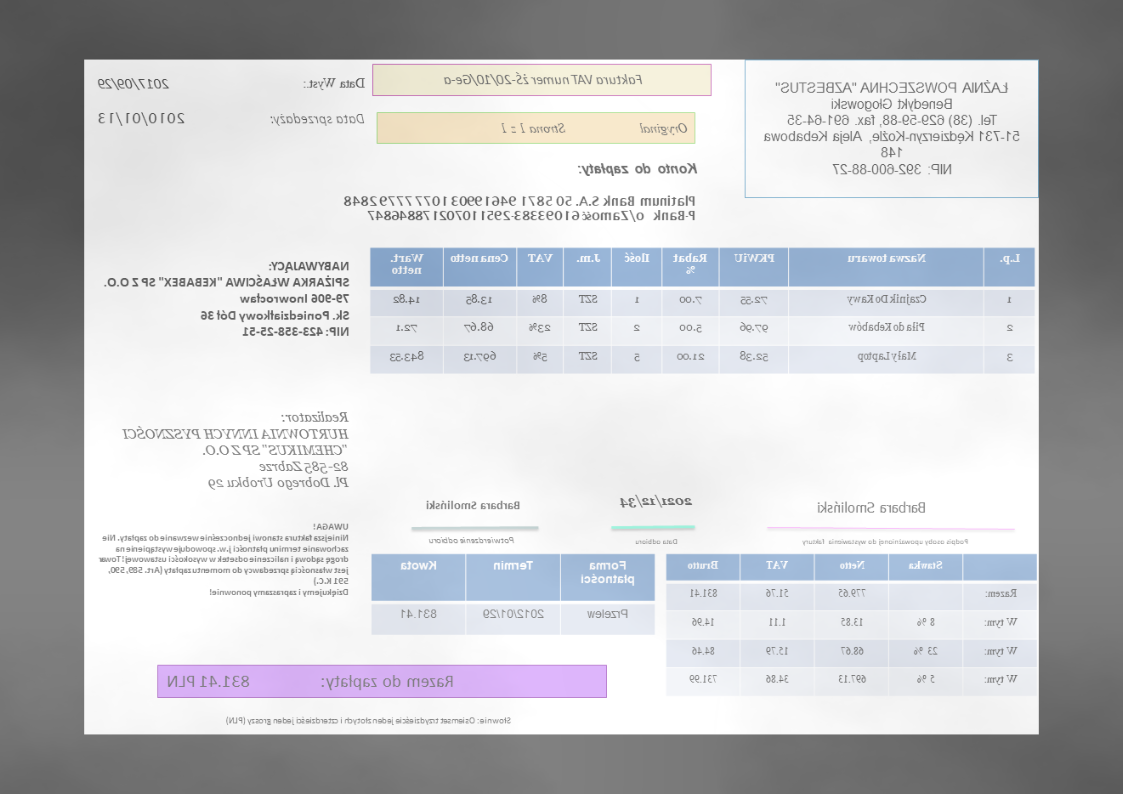 ŁAŹNIA POWSZECHNA "AZBESTUS"
Benedykt Głogowski
Tel. (38) 629-59-88, fax. 691-64-35
51-731 Kędzierzyn-Koźle, Aleja Kebabowa
148
NIP: 392-600-88-27
Faktura VAT numer żŚ-20/10/Ge-a
Oryginał Strona 1 z 1
Data Wyst.: 2017/09/29
Data sprzedaży: 2010/01/13
Konto do zapłaty:
Platinum Bank S.A. 50 5871 9461 9903 107777792848
P-Bank o/Zamość 61093383-295110702178846847
L.p. Nazwa towaru PKWiU Rabat % Ilość J.m. VAT Cena netto Wart. netto
1 Czajnik Do Kawy 72.55 7.00 1 SZT 8% 13.85 14.82
2 Piła do Kebabów 97.96 5.00 2 SZT 23% 68.67 72.1
3 Mały Laptop 52.38 21.00 5 SZT 5% 697.13 843.53
NABYWAJĄCY:
SPIŻARKA WŁAŚCIWA "KEBABEX" SP Z O.O.
79-906 Inowrocław
Sk. Poniedziałkowy Dół 36
NIP: 423-358-25-51
Realizator:
HURTOWNIA INNYCH PYSZNOŚCI
"CHEMIKUS" SP Z O.O.
82-585 Zabrze
Pl. Dobrego Urobku 29
Barbara Smoliński
Podpis osoby upoważnionej do wystawienia faktury
2021/12/34
Data odbioru
Barbara Smoliński
Potwierdzenie odbioru
UWAGA!
Niniejsza faktura stanowi jednocześnie wezwanie do zapłaty. Nie
zachowanie terminu płatności j.w. spowoduje wystąpienie na
drogę sądową i naliczenie odsetek w wysokości ustawowej! Towar
jest własnością sprzedawcy do momentu zapłaty (Art. 589, 590,
591 K.C.)
Dziękujemy i zapraszamy ponownie!
Stawka Netto VAT Brutto
Razem: 779.65 51.76 831.41
W tym: 8 % 13.85 1.11 14.96
W tym: 23 % 68.67 15.79 84.46
W tym: 5 % 697.13 34.86 731.99
Forma płatności Termin Kwota
Przelew 2012/01/29 831.41
Razem do zapłaty: 831.41 PLN
Słownie: Osiemset trzydzieście jeden złotych i czterdzieści jeden groszy (PLN)